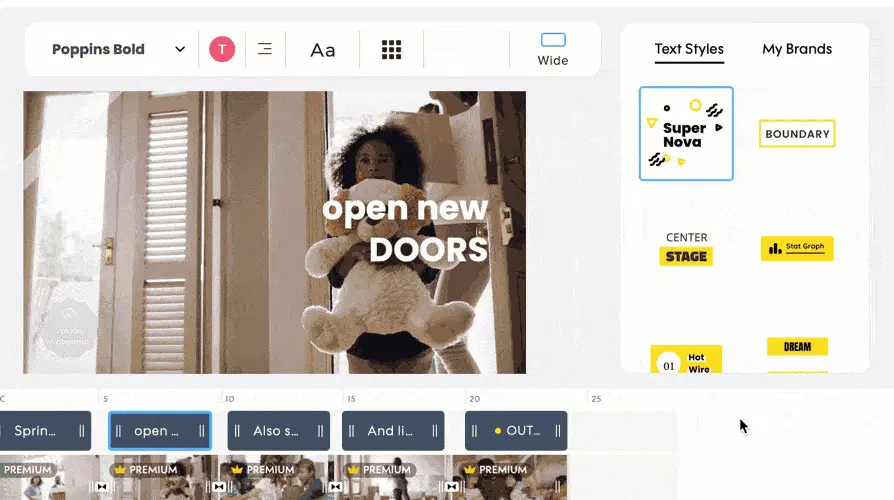 Poppins Bold
T
Aa
Wide
Text Styles
My Brands
Super
Nova
BOUNDARY
open new
DOORS
CENTER
STAGE
Stat Graph
01
Hot
Wire
DREAM
5
10
15
20
25
Sprin...
open ...
Also s...
And li...
OUT...
PREMIUM
PREMIUM
PREMIUM
PREMIUM
PREMIUM